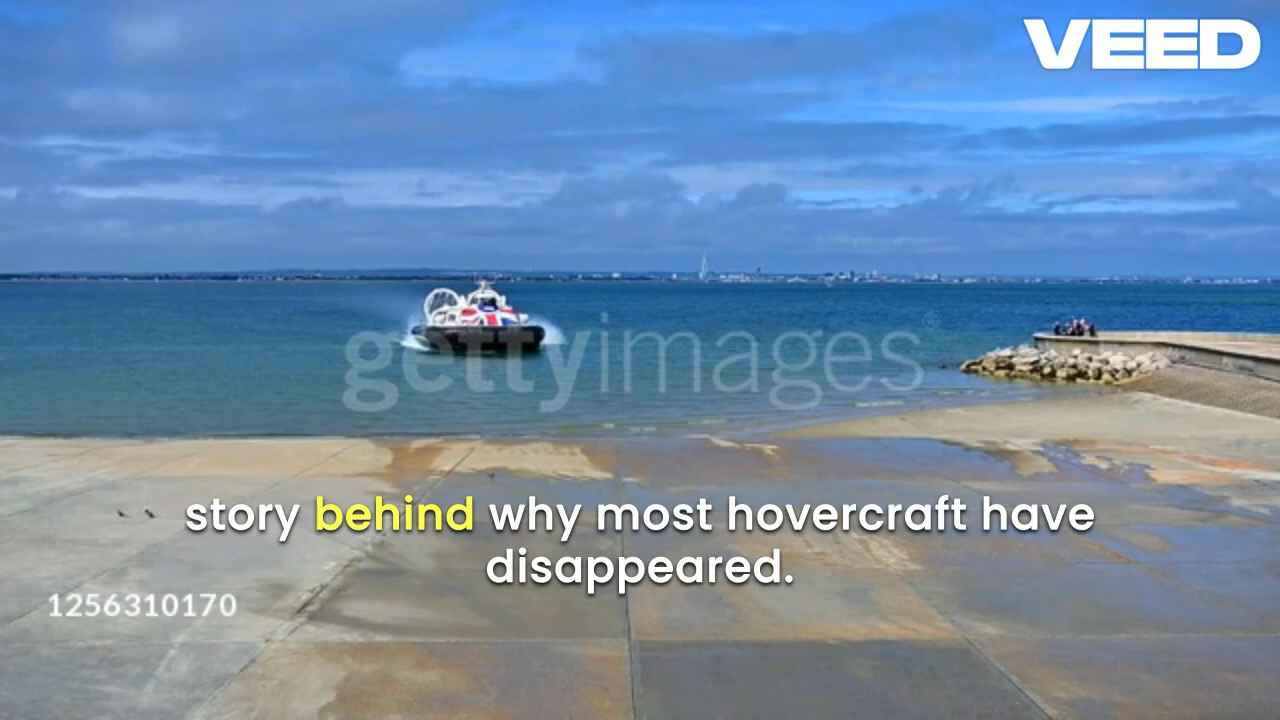 VEED
gettyimages
story behind why most hovercraft have
disappeared.
1256310170